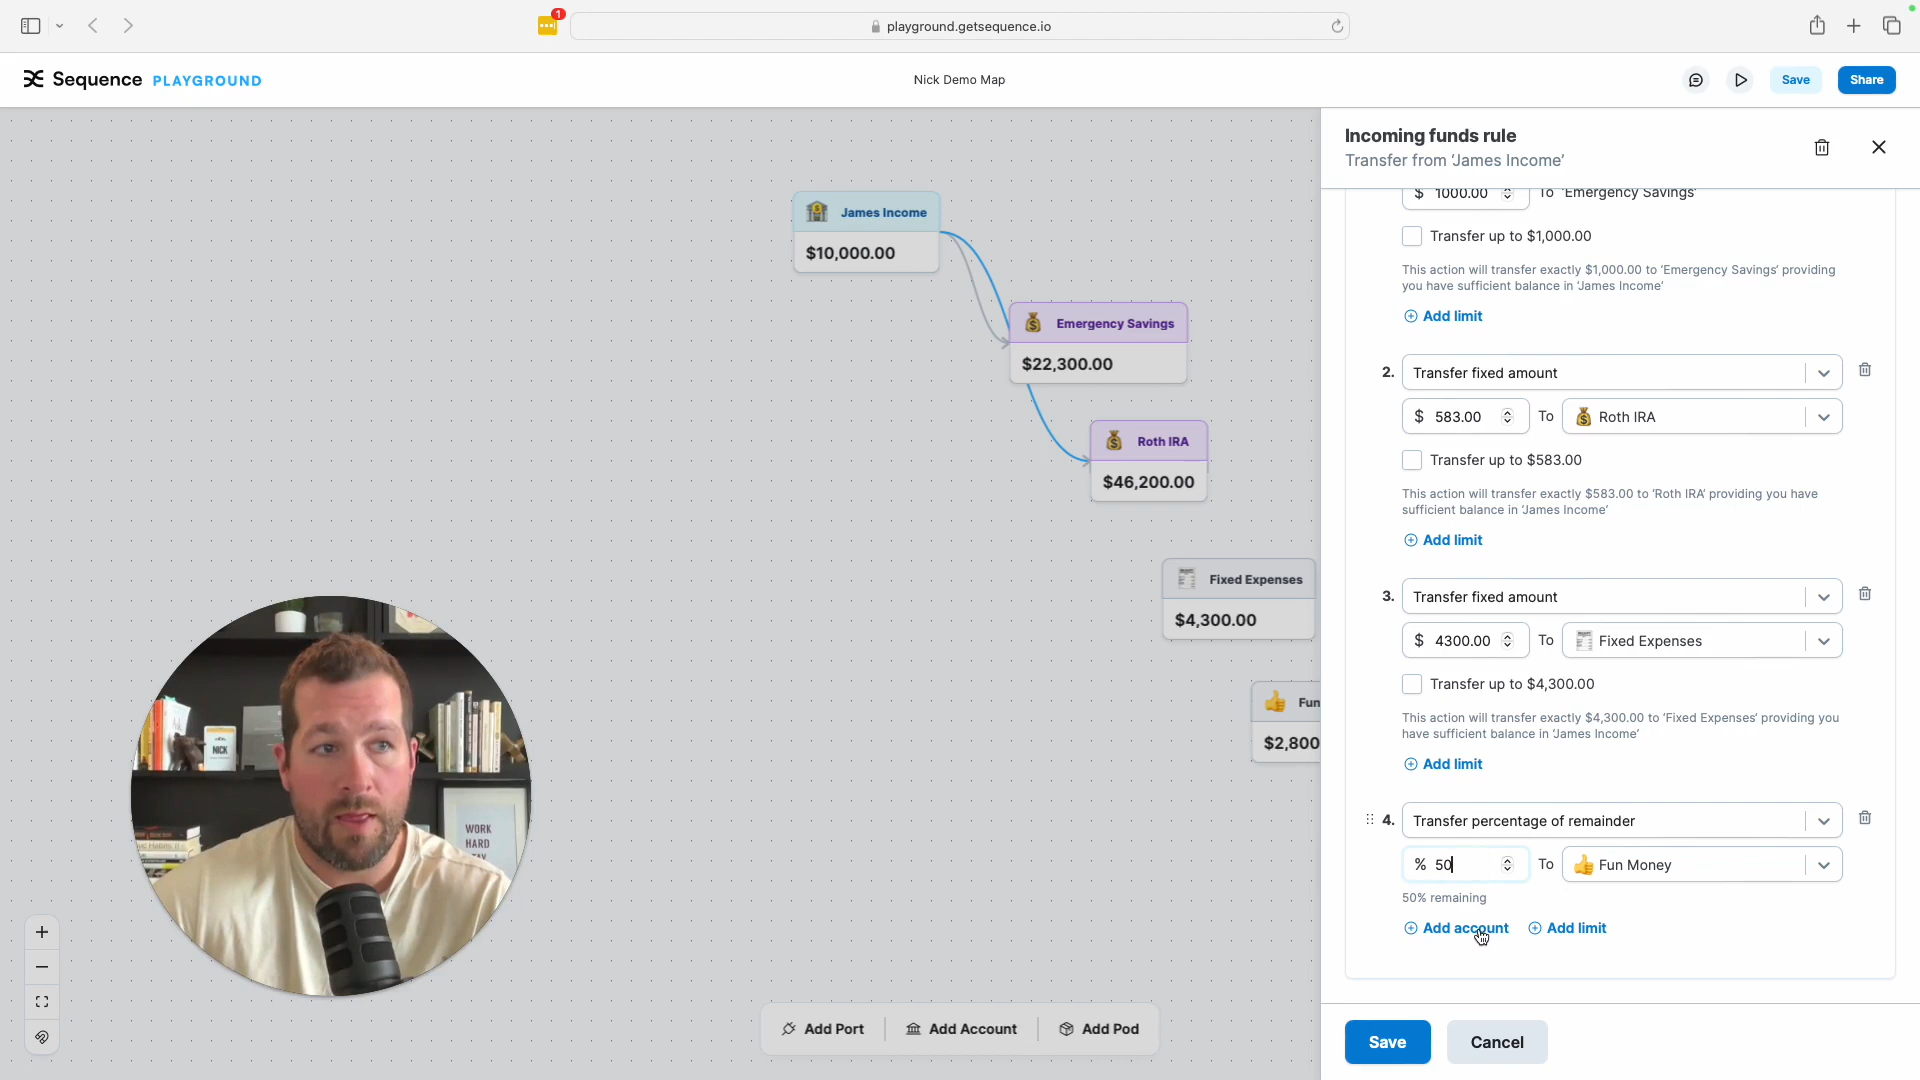 1
playground.getsequence.io
Sequence PLAYGROUND
Nick Demo Map
Save
Share
James Income
$10,000.00
Emergency Savings
$22,300.00
Roth IRA
$46,200.00
Fixed Expenses
$4,300.00
Fun
$2,800
NICK
WORK
HARD
Add Port
Add Account
Add Pod
Incoming funds rule
Transfer from 'James Income'
$ 1000.00 To 'Emergency Savings'
Transfer up to $1,000.00
This action will transfer exactly $1,000.00 to 'Emergency Savings' providing
you have sufficient balance in 'James Income'
Add limit
2. Transfer fixed amount
$ 583.00 To Roth IRA
Transfer up to $583.00
This action will transfer exactly $583.00 to 'Roth IRA' providing you have
sufficient balance in 'James Income'
Add limit
3. Transfer fixed amount
$ 4300.00 To Fixed Expenses
Transfer up to $4,300.00
This action will transfer exactly $4,300.00 to 'Fixed Expenses' providing you
have sufficient balance in 'James Income'
Add limit
4. Transfer percentage of remainder
% 50 To Fun Money
50% remaining
Add account Add limit
Save Cancel